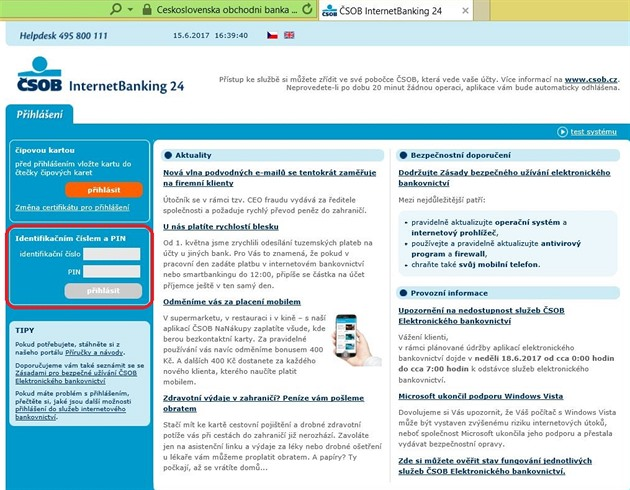 Ceskoslovenska obchodni banka ...
ČSOB InternetBanking 24
Helpdesk 495 800 111
15.6.2017 16:39:40
ČSOB InternetBanking 24
Přístup ke službě si můžete zřídit ve své pobočce ČSOB, která vede vaše účty. Více informací na www.csob.cz.
Neprovedete-li po dobu 20 minut žádnou operaci, aplikace vám bude automaticky odhlášena.
Přihlášení
test systému
čipovou kartou
před přihlášením vložte kartu do
čtečky čipových karet
přihlásit
Změna certifikátu pro přihlášení
Identifikačním číslem a PIN
identifikační číslo
PIN
přihlásit
TIPY
Pokud potřebujete, stáhněte si z
našeho portálu Příručky a návody.
Doporučujeme vám také seznámit se se
Zásadami pro bezpečné užívání ČSOB
Elektronického bankovnictví
Pokud máte problém s přihlášením,
přečtěte si, jaké jsou další možnosti
přihlášení do služeb internetového
bankovnictví.
Aktuality
Nová vlna podvodných e-mailů se tentokrát zaměřuje
na firemní klienty
Útočník se v rámci tzv. CEO fraudu vydává za ředitele
společnosti a požaduje rychlý převod peněz do zahraničí.
U nás platíte rychlostí blesku
Od 1. května jsme zrychlili odesílání tuzemských plateb na
účty u jiných bank. Pro Vás to znamená, že pokud v
pracovní den zadáte platbu v internetovém bankovnictví
nebo smartbankingu do 12:00, připíše se částka na účet
příjemce ještě v ten samý den.
Odměníme vás za placení mobilem
V supermarketu, v restauraci i v kině – s naší
aplikací ČSOB NaNákupy zaplatíte všude, kde
berou bezkontaktní karty. Za pravidelné
používání vás navíc odměníme bonusem 400
Kč. A dalších 400 Kč dostanete za každého
nového klienta, kterého naučíte platit
mobilem.
Zdravotní výdaje v zahraničí? Peníze vám pošleme
obratem
Stačí mít ke kartě cestovní pojištění a drobné zdravotní
potíže vás při cestách do zahraničí již nerozhází. Zavoláte
jen na asistenční linku a výdaje za léky nebo drobné ošetření
u lékaře vám můžeme proplatit obratem. A papíry? Ty
počkají, až se vrátíte domů...
Bezpečnostní doporučení
Dodržujte Zásady bezpečného užívání elektronického
bankovnictví
Mezi nejdůležitější patří:
pravidelně aktualizujte operační systém a
internetový prohlížeč,
používejte a pravidelně aktualizujte antivirový
program a firewall,
chraňte také svůj mobilní telefon.
Provozní informace
Upozornění na nedostupnost služeb ČSOB
Elektronického bankovnictví
Vážení klienti,
v rámci plánované údržby aplikací elektronického
bankovnictví dojde v neděli 18.6.2017 od cca 0:00 hodin
do cca 7:00 hodin k odstávce služeb elektronického
bankovnictví.
Microsoft ukončil podporu Windows Vista
Dovolujeme si Vás upozornit, že Váš počítač s Windows Vista
může být vystaven zvýšenému riziku internetových útoků,
neboť společnost Microsoft ukončila jeho podporu a přestala
vydávat bezpečnostní opravy.
Zde si můžete ověřit stav fungování jednotlivých
služeb ČSOB Elektronického bankovnictví.